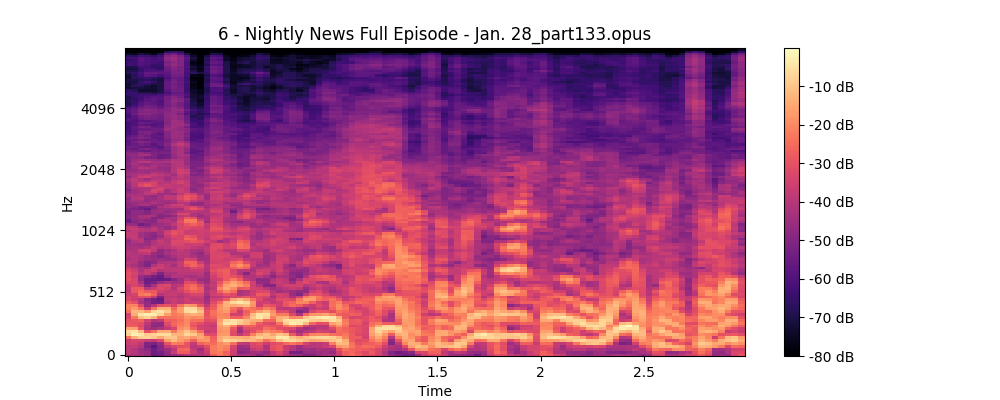 6 - Nightly News Full Episode - Jan. 28_part133.opus
Hz
4096
2048
1024
512
0
0
0.5
1
1.5
2
2.5
Time
-10 dB
-20 dB
-30 dB
-40 dB
-50 dB
-60 dB
-70 dB
-80 dB